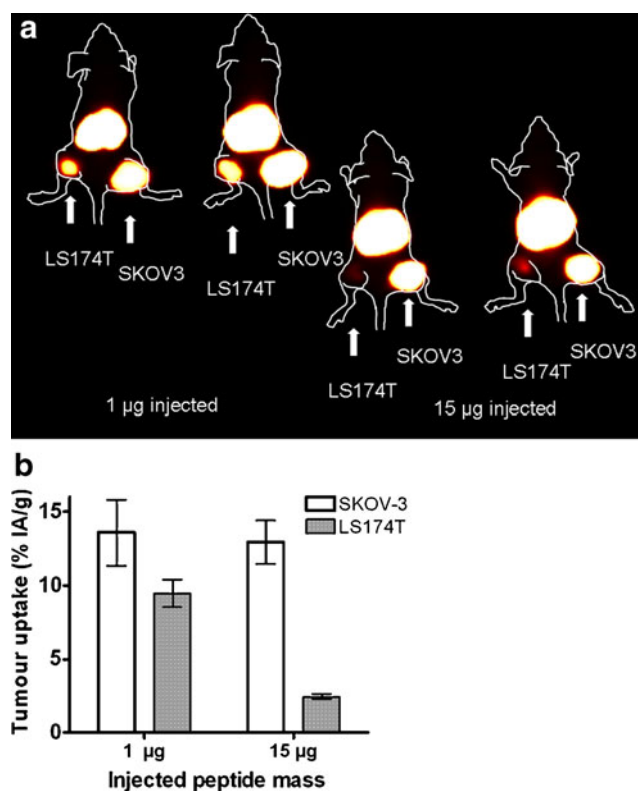 a
LS174T
SKOV3
LS174T
SKOV3
LS174T
SKOV3
LS174T
SKOV3
1 µg injected
15 µg injected
b
Tumour uptake (% IA/g)
15
10
5
0
SKOV-3
LS174T
1 µg
15 µg
Injected peptide mass